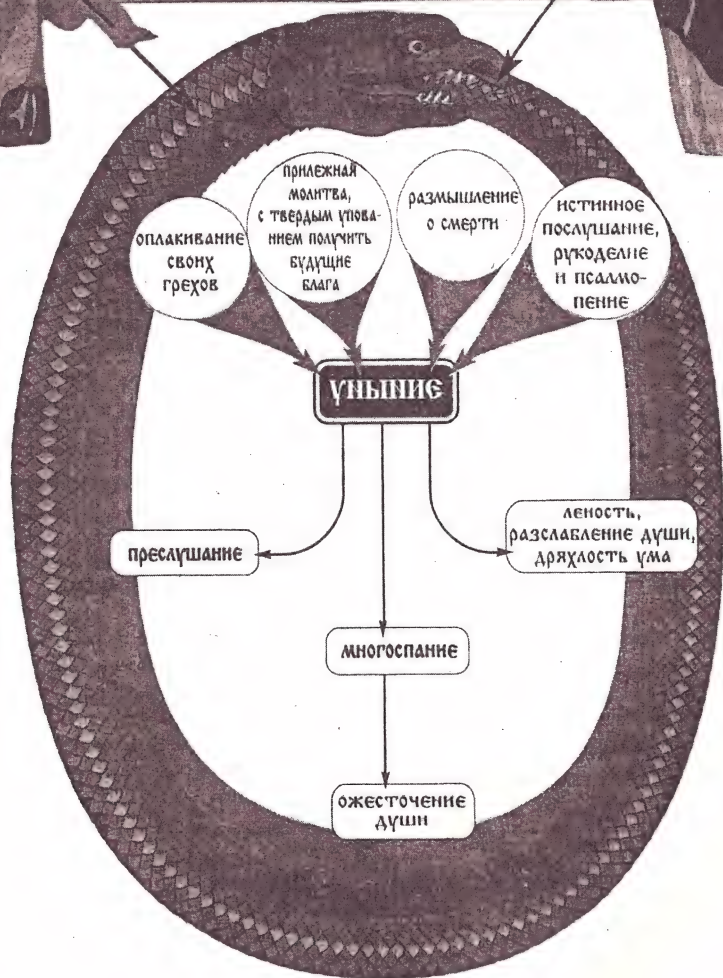 оплакивание
своих
грехов
прилежная
молитва,
с твердым упова-
нием получить
будущие
блага
размышление
о смерти
истинное
послушание,
рукоделие
и псалмо-
пение
уныние
преслушание
леность,
разслабление души,
дряхлость ума
многоспание
ожесточение
души